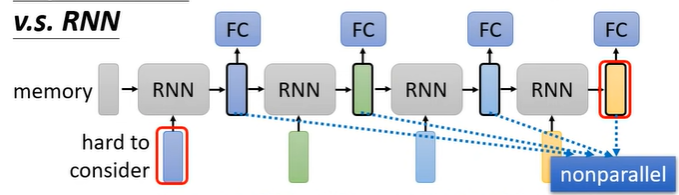 v.s. RNN
FC FC FC FC
memory RNN RNN RNN RNN
hard to
consider
nonparallel